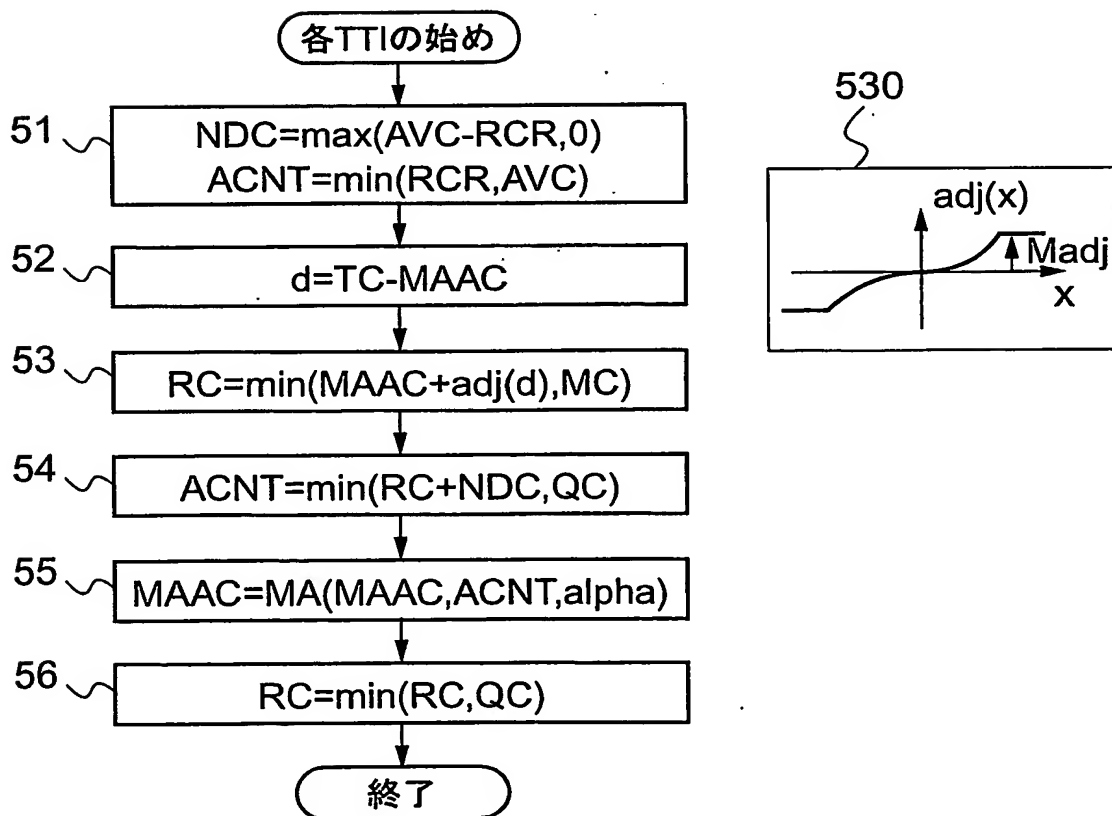 各TTIの始め
51
NDC=max(AVC-RCR,0)
ACNT=min(RCR,AVC)
52
d=TC-MAAC
53
RC=min(MAAC+adj(d),MC)
54
ACNT=min(RC+NDC,QC)
55
MAAC=MA(MAAC,ACNT,alpha)
56
RC=min(RC,QC)
終了
530
adj(x)
Madj
x